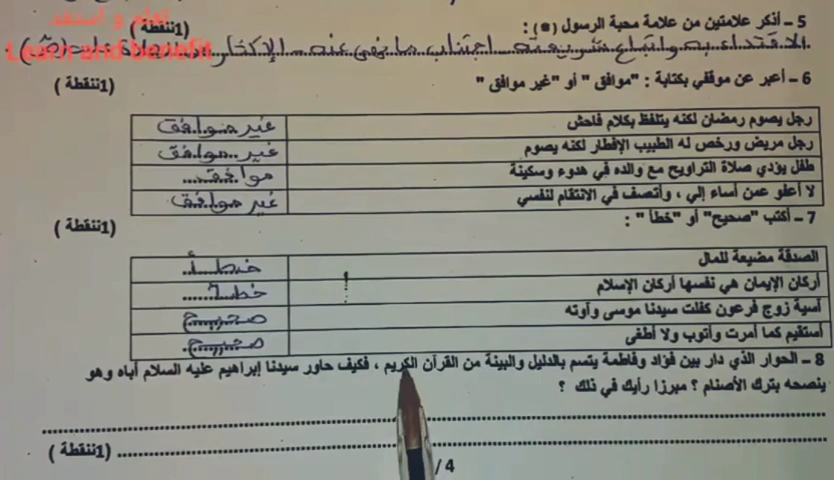 تعلم و استفد
Learn and benefit
5 – أذكر علامتين من علامة محبة الرسول (ﷺ) : (1نقطة )
الاقتداء به واتباع شريعته اجتناب ما نهى عنه الإكثار من الصلاة عليه (ص)
6 – أعبر عن موقفي بكتابة : "موافق " أو "غير موافق " (1نقطة )
رجل يصوم رمضان لكنه يتلفظ بكلام فاحش غير موافق
رجل مريض ورخص له الطبيب الإفطار لكنه يصوم غير موافق
طفل يؤدي صلاة التراويح مع والده في هدوء وسكينة موافق
لا أعفو عمن أساء إلي ، وأتصف في الانتقام لنفسي غير موافق
7 – أكتب "صحيح" أو "خطأ " : (1نقطة )
الصدقة مضيعة للمال خطأ
أركان الإيمان هي نفسها أركان الإسلام خطأ
آسية زوج فرعون كفلت سيدنا موسى وآوته صحيح
أستقيم كما أمرت وأتوب ولا أطغى صحيح
8 – الحوار الذي دار بين فؤاد وفاطمة يتسم بالدليل والبينة من القرآن الكريم ، فكيف حاور سيدنا إبراهيم عليه السلام أباه وهو
ينصحه بترك الأصنام ؟ مبرزا رأيك في ذلك ؟
(1نقطة )
/ 4